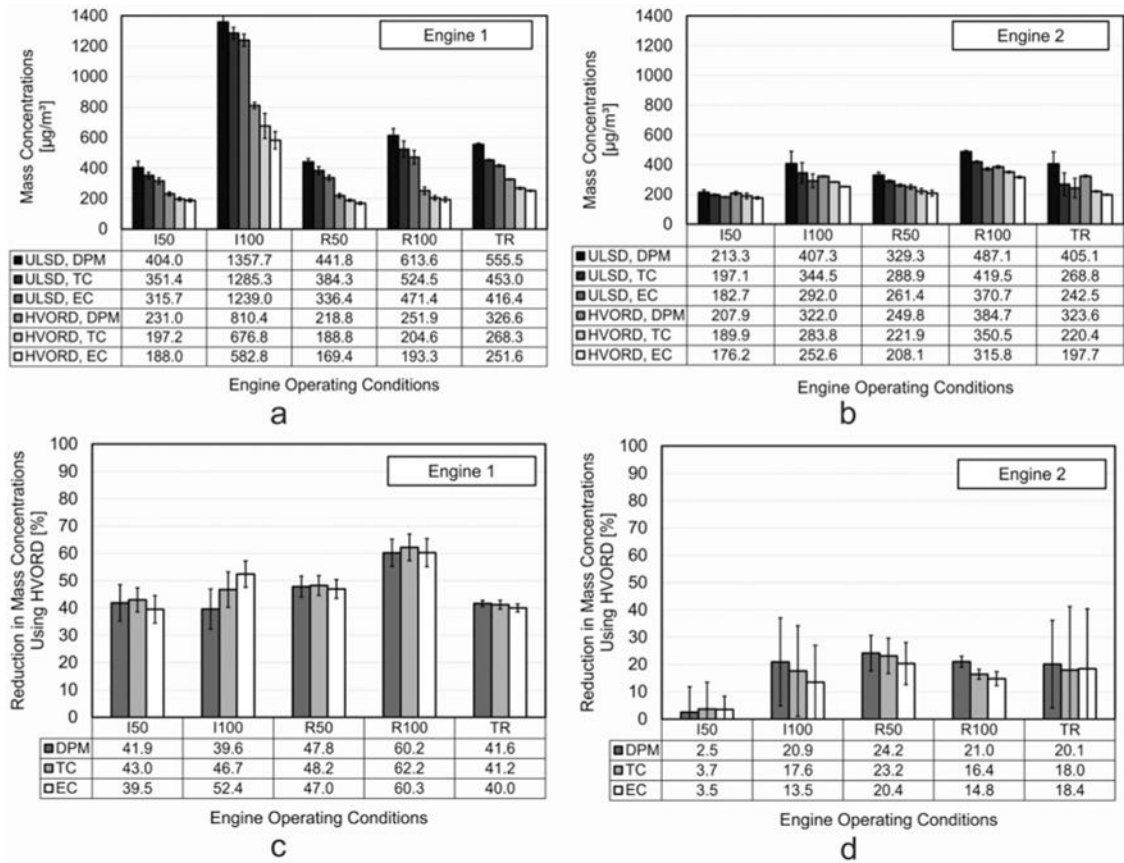 1400
1200
1000
800
600
400
200
0
Mass Concentrations
[µg/m³]
Engine 1
I50 I100 R50 R100 TR
ULSD, DPM 404.0 1357.7 441.8 613.6 555.5
ULSD, TC 351.4 1285.3 384.3 524.5 453.0
ULSD, EC 315.7 1239.0 336.4 471.4 416.4
HVORD, DPM 231.0 810.4 218.8 251.9 326.6
HVORD, TC 197.2 676.8 188.8 204.6 268.3
HVORD, EC 188.0 582.8 169.4 193.3 251.6
Engine Operating Conditions
a
1400
1200
1000
800
600
400
200
0
Mass Concentrations
[µg/m³]
Engine 2
I50 I100 R50 R100 TR
ULSD, DPM 213.3 407.3 329.3 487.1 405.1
ULSD, TC 197.1 344.5 288.9 419.5 268.8
ULSD, EC 182.7 292.0 261.4 370.7 242.5
HVORD, DPM 207.9 322.0 249.8 384.7 323.6
HVORD, TC 189.9 283.8 221.9 350.5 220.4
HVORD, EC 176.2 252.6 208.1 315.8 197.7
Engine Operating Conditions
b
100
90
80
70
60
50
40
30
20
10
0
Reduction in Mass Concentrations
Using HVORD [%]
Engine 1
I50 I100 R50 R100 TR
DPM 41.9 39.6 47.8 60.2 41.6
TC 43.0 46.7 48.2 62.2 41.2
EC 39.5 52.4 47.0 60.3 40.0
Engine Operating Conditions
c
100
90
80
70
60
50
40
30
20
10
0
Reduction in Mass Concentrations
Using HVORD [%]
Engine 2
I50 I100 R50 R100 TR
DPM 2.5 20.9 24.2 21.0 20.1
TC 3.7 17.6 23.2 16.4 18.0
EC 3.5 13.5 20.4 14.8 18.4
Engine Operating Conditions
d